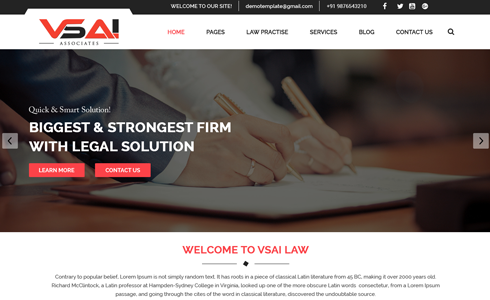 WELCOME TO OUR SITE! demotemplate@gmail.com +91 9876543210
VSAI
ASSOCIATES
HOME PAGES LAW PRACTISE SERVICES BLOG CONTACT US
Quick & Smart Solution!
BIGGEST & STRONGEST FIRM
WITH LEGAL SOLUTION
LEARN MORE CONTACT US
WELCOME TO VSAI LAW
Contrary to popular belief, Lorem Ipsum is not simply random text. It has roots in a piece of classical Latin literature from 45 BC, making it over 2000 years old.
Richard McClintock, a Latin professor at Hampden-Sydney College in Virginia, looked up one of the more obscure Latin words, consectetur, from a Lorem Ipsum
passage, and going through the cites of the word in classical literature, discovered the undoubtable source.